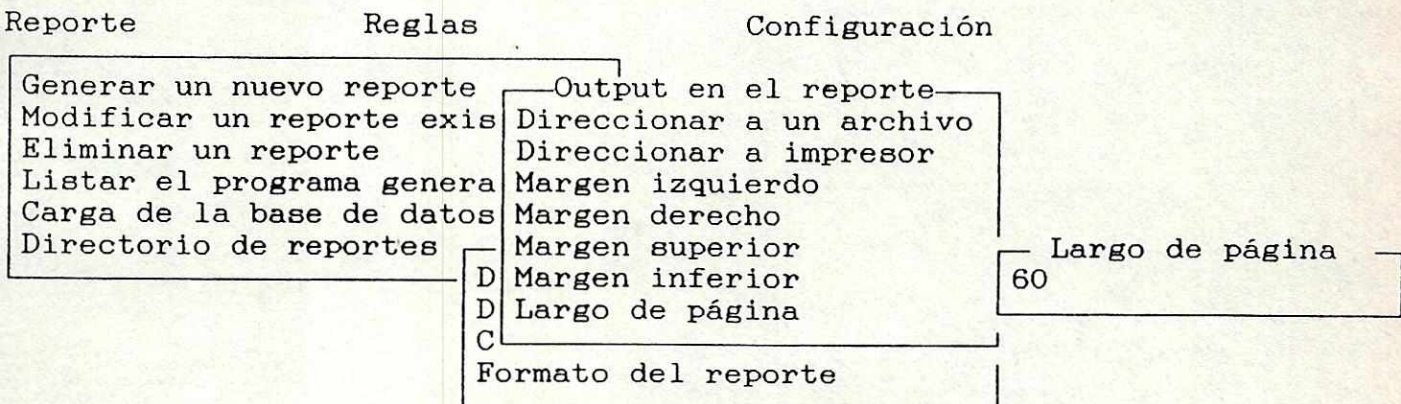 Reporte Reglas Configuración
Generar un nuevo reporte Output en el reporte
Modificar un reporte exis Direccionar a un archivo
Eliminar un reporte Direccionar a impresor
Listar el programa genera Margen izquierdo
Carga de la base de datos Margen derecho
Directorio de reportes Margen superior Largo de página
D Margen inferior 60
D Largo de página
C
Formato del reporte